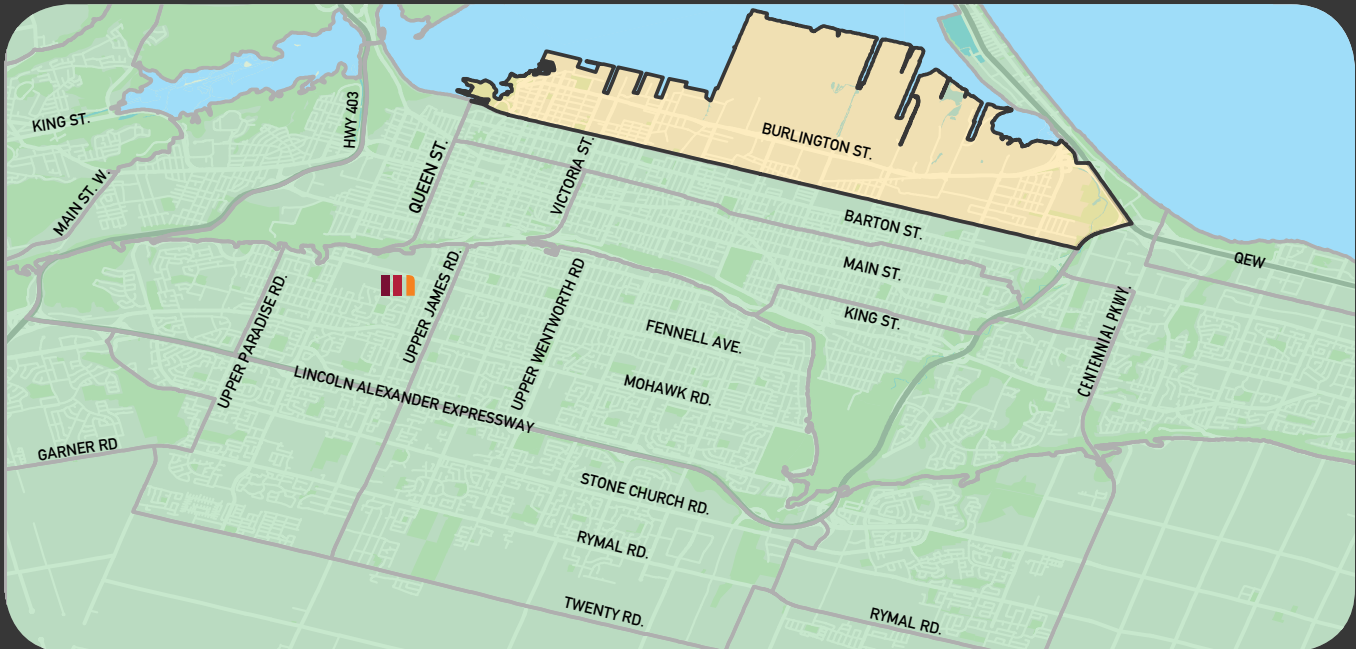 KING ST.
MAIN ST. W.
HWY 403
QUEEN ST.
VICTORIA ST.
BURLINGTON ST.
BARTON ST.
MAIN ST.
KING ST.
QEW
CENTENNIAL PKWY.
UPPER PARADISE RD.
UPPER JAMES RD.
UPPER WENTWORTH RD
FENNELL AVE.
MOHAWK RD.
LINCOLN ALEXANDER EXPRESSWAY
GARNER RD
STONE CHURCH RD.
RYMAL RD.
TWENTY RD.
RYMAL RD.